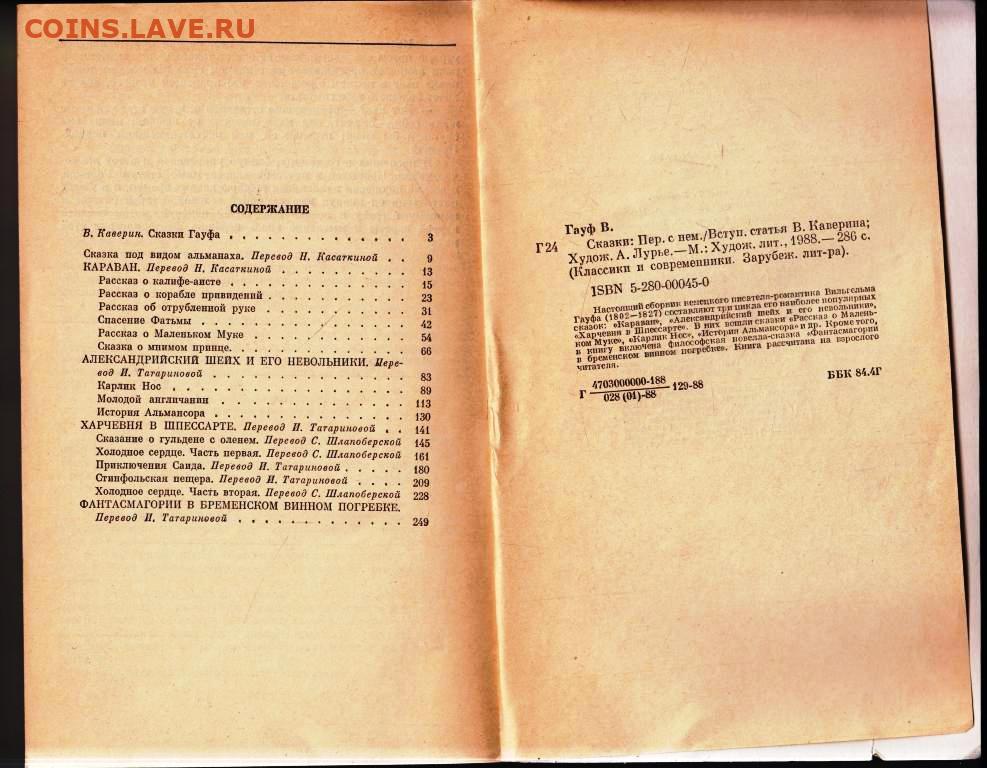 COINS.LAVE.RU
СОДЕРЖАНИЕ
В. Каверин. Сказки Гауфа . . . . . . . . . . . . . . 3
Сказка под видом альманаха. Перевод Н. Касаткиной . . 9
КАРАВАН. Перевод Н. Касаткиной . . . . . . . . . . 13
Рассказ о калифе-аисте . . . . . . . . . . . . . 15
Рассказ о корабле привидений . . . . . . . . . . 23
Рассказ об отрубленной руке . . . . . . . . . . 31
Спасение Фатьмы . . . . . . . . . . . . . . . 42
Рассказ о Маленьком Муке . . . . . . . . . . . 54
Сказка о мнимом принце. . . . . . . . . . . . 66
АЛЕКСАНДРИЙСКИЙ ШЕЙХ И ЕГО НЕВОЛЬНИКИ. Пере-
вод И. Татариновой . . . . . . . . . . . . . 83
Карлик Нос . . . . . . . . . . . . . . . . . 89
Молодой англичанин . . . . . . . . . . . . . 113
История Альмансора . . . . . . . . . . . . . 130
ХАРЧЕВНЯ В ШПЕССАРТЕ. Перевод И. Татариновой . . 141
Сказание о гульдене с оленем. Перевод С. Шлапоберской 145
Холодное сердце. Часть первая. Перевод С. Шлапоберской 161
Приключения Саида. Перевод И. Татариновой . . . . . 180
Стинфольская пещера. Перевод И. Татариновой . . . . 209
Холодное сердце. Часть вторая. Перевод С. Шлапоберской 228
ФАНТАСМАГОРИИ В БРЕМЕНСКОМ ВИННОМ ПОГРЕБКЕ.
Перевод И. Татариновой . . . . . . . . . . . . 249
Гауф В.
Г24 Сказки: Пер. с нем./Вступ. статья В. Каверина;
Худож. А. Лурье.— М.: Худож. лит., 1988.— 286 с.
(Классики и современники. Зарубеж. лит-ра).
ISBN 5-280-00045-0
Настоящий сборник немецкого писателя-романтика Вильгельма
Гауфа (1802—1827) составляют три цикла его наиболее популярных
сказок: «Караван», «Александрийский шейх и его невольники»,
«Харчевня в Шпессарте». В них вошли сказки «Рассказ о Малень-
ком Муке», «Карлик Нос», «История Альмансора» и др. Кроме того,
в книгу включена философская новелла-сказка «Фантасмагории
в бременском винном погребке». Книга рассчитана на взрослого
читателя.
Г 4703000000-188 129-88
028 (01)-88
ББК 84.4Г